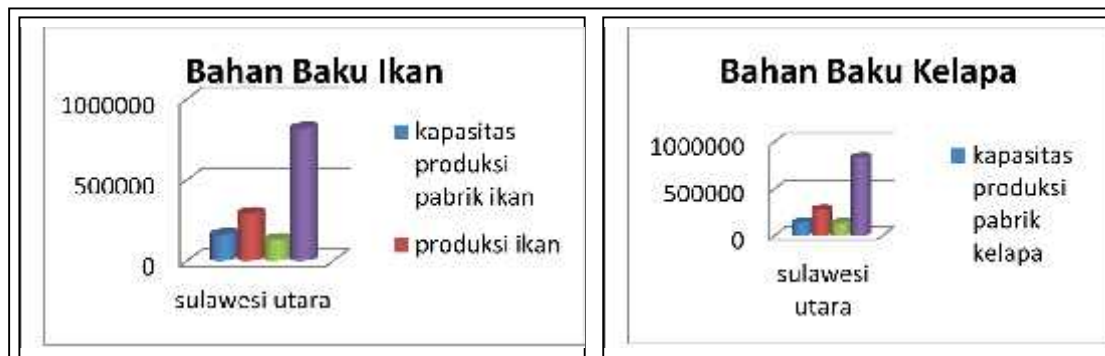 Bahan Baku Ikan
1000000
500000
0
sulawesi utara
kapasitas
produksi
pabrik ikan
produksi ikan
Bahan Baku Kelapa
1000000
500000
0
sulawesi
utara
kapasitas
produksi
pabrik
kelapa